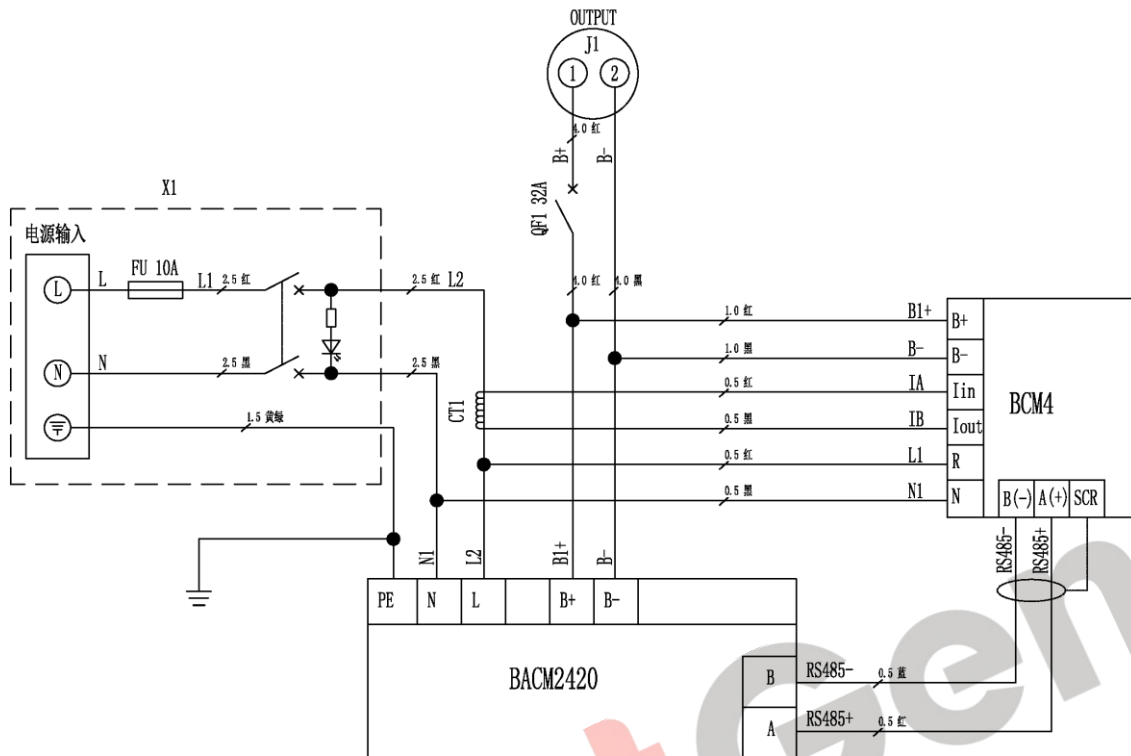 OUTPUT
J1
1
2
4.0 红
B+
B-
QF1 32A
4.0 红
4.0 黑
X1
电源输入
L
L
FU 10A
L1
2.5 红
2.5 红
L2
N
N
2.5 黑
2.5 黑
1.5 黄绿
CT1
1.0 红
B1+
B+
1.0 黑
B-
B-
0.5 红
IA
Iin
0.5 黑
IB
Iout
0.5 红
L1
R
0.5 黑
N1
N
BCM4
B(-)
A(+)
SCR
RS485-
RS485+
N1
L2
B1+
B-
PE
N
L
B+
B-
BACM2420
B
RS485-
0.5 蓝
A
RS485+
0.5 红